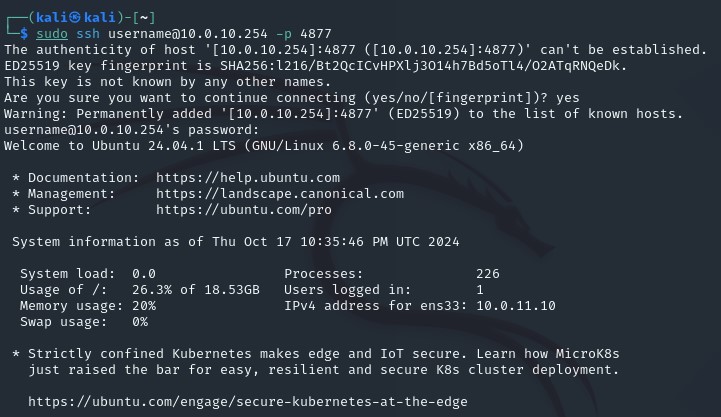 ┌──(kali㉿kali)-[~]
└─$ sudo ssh username@10.0.10.254 -p 4877
The authenticity of host '[10.0.10.254]:4877 ([10.0.10.254]:4877)' can't be established.
ED25519 key fingerprint is SHA256:l216/Bt2QcICvHPXlj3O14h7Bd5oTl4/O2ATqRNQeDk.
This key is not known by any other names.
Are you sure you want to continue connecting (yes/no/[fingerprint])? yes
Warning: Permanently added '[10.0.10.254]:4877' (ED25519) to the list of known hosts.
username@10.0.10.254's password:
Welcome to Ubuntu 24.04.1 LTS (GNU/Linux 6.8.0-45-generic x86_64)
* Documentation:  https://help.ubuntu.com
* Management:     https://landscape.canonical.com
* Support:        https://ubuntu.com/pro
System information as of Thu Oct 17 10:35:46 PM UTC 2024
System load:  0.0                Processes:              226
Usage of /:   26.3% of 18.53GB   Users logged in:        1
Memory usage: 20%                IPv4 address for ens33: 10.0.11.10
Swap usage:   0%
* Strictly confined Kubernetes makes edge and IoT secure. Learn how MicroK8s
just raised the bar for easy, resilient and secure K8s cluster deployment.
https://ubuntu.com/engage/secure-kubernetes-at-the-edge